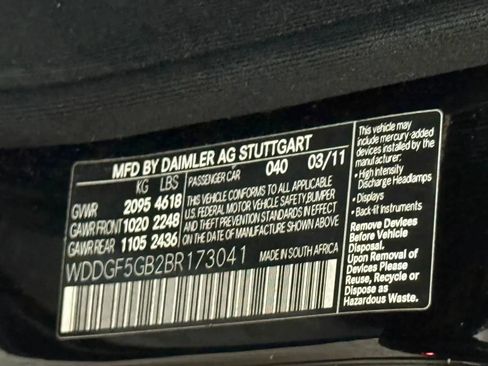 MFD BY DAIMLER AG STUTTGART
KG LBS PASSENGER CAR 040 03/11
GVWR 2095 4618 THIS VEHICLE CONFORMS TO ALL APPLICABLE
GAWR FRONT 1020 2248 U.S. FEDERAL MOTOR VEHICLE SAFETY, BUMPER
GAWR REAR 1105 2436 AND THEFT PREVENTION STANDARDS IN EFFECT
ON THE DATE OF MANUFACTURE SHOWN ABOVE
WDDGF5GB2BR173041 MADE IN SOUTH AFRICA
This vehicle may
include mercury-added
devices installed by the
manufacturer:
• High Intensity
Discharge Headlamps
• Displays
• Back-lit Instruments
Remove Devices
Before Vehicle
Disposal.
Upon Removal of
Devices Please
Reuse, Recycle or
Dispose as
Hazardous Waste.